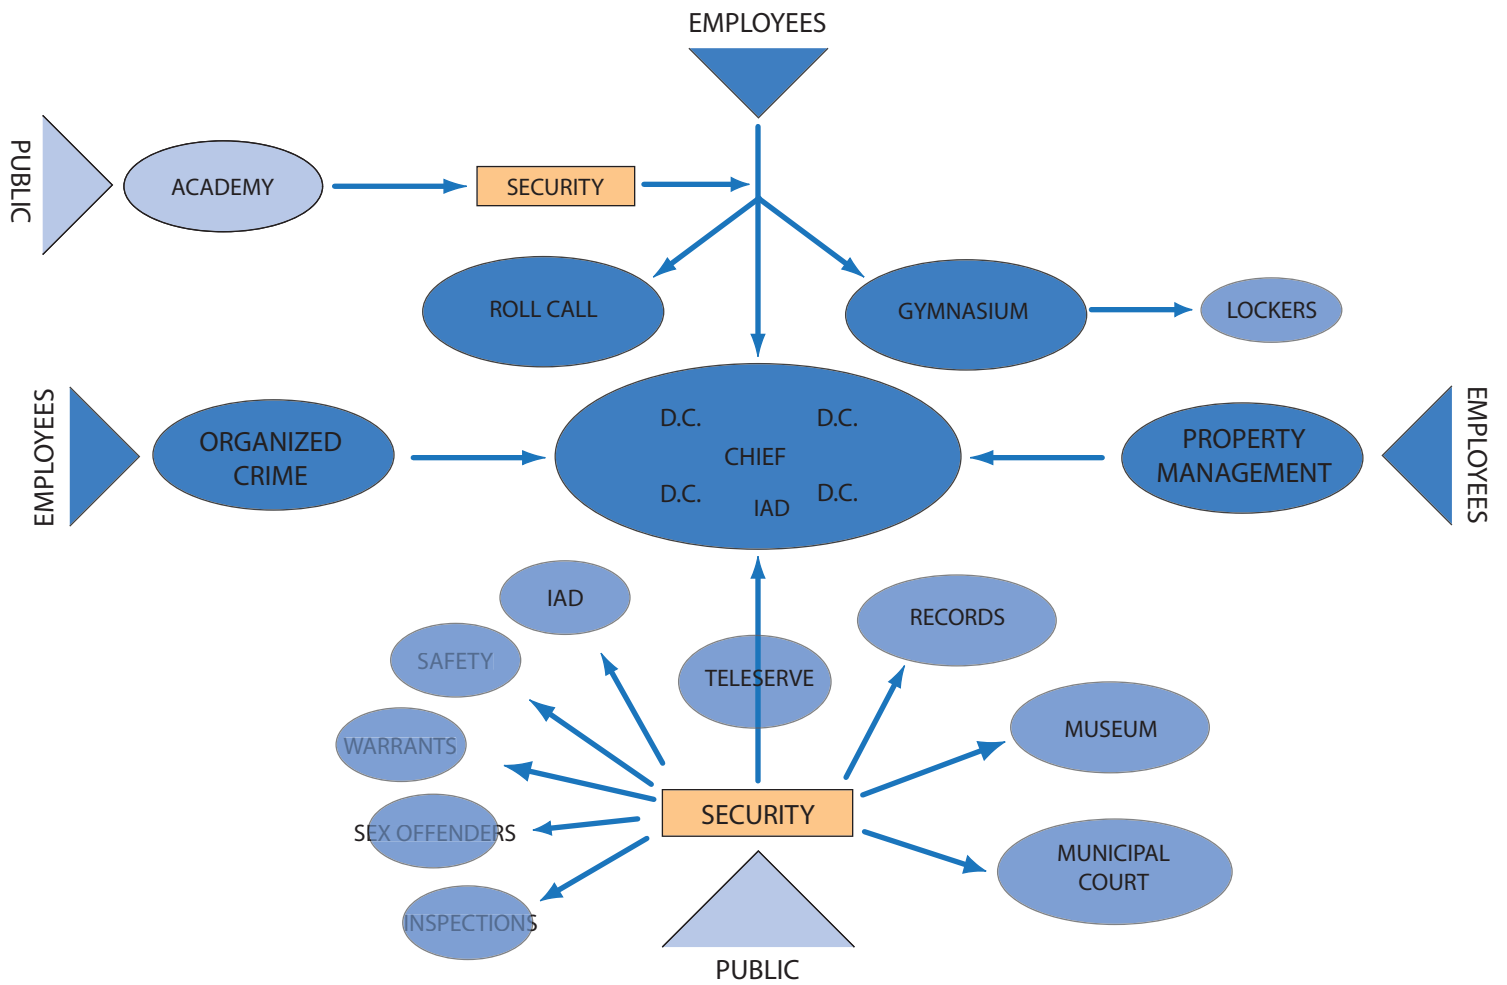 EMPLOYEES
PUBLIC
ACADEMY
SECURITY
ROLL CALL
GYMNASIUM
LOCKERS
EMPLOYEES
ORGANIZED
CRIME
D.C.
D.C.
CHIEF
D.C.
D.C.
IAD
PROPERTY
MANAGEMENT
EMPLOYEES
IAD
SAFETY
TELESERVE
RECORDS
WARRANTS
MUSEUM
SEX OFFENDERS
SECURITY
MUNICIPAL
COURT
INSPECTIONS
PUBLIC